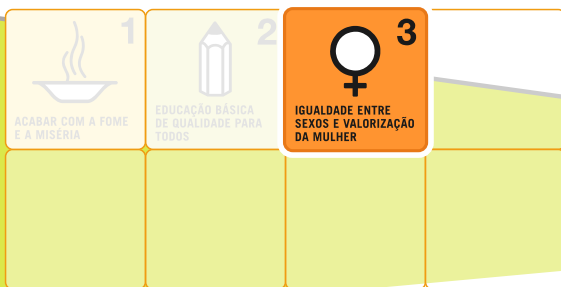 1
ACABAR COM A FOME
E A MISÉRIA
2
EDUCAÇÃO BÁSICA
DE QUALIDADE PARA
TODOS
3
IGUALDADE ENTRE
SEXOS E VALORIZAÇÃO
DA MULHER